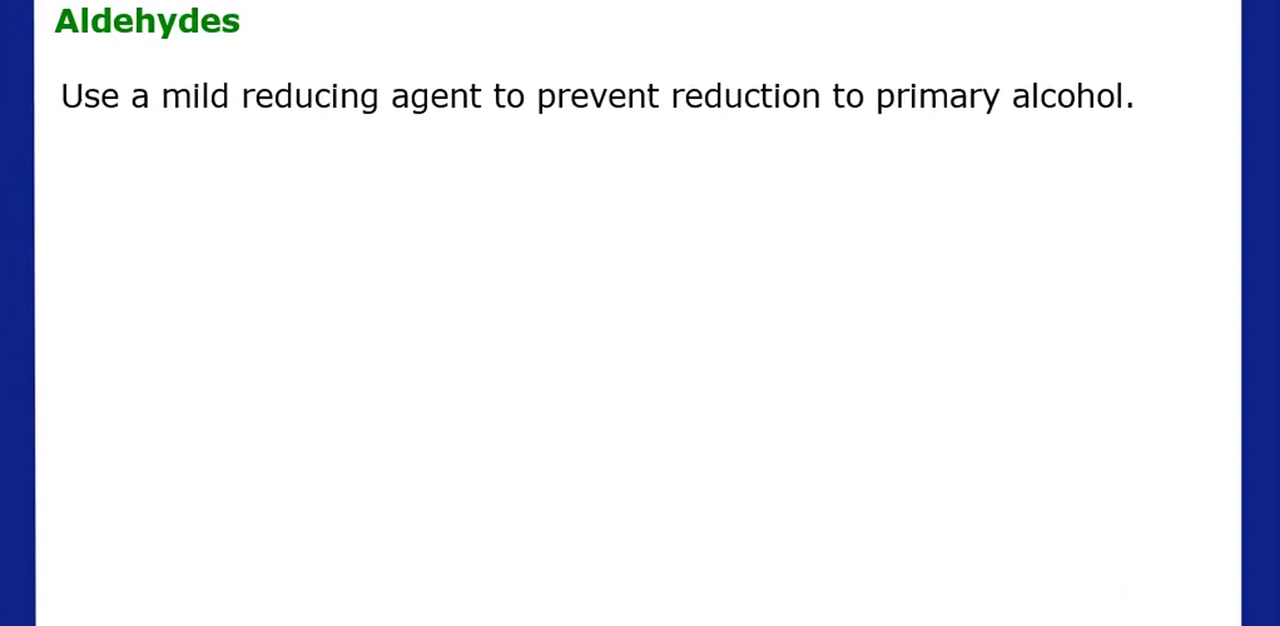 Aldehydes
Use a mild reducing agent to prevent reduction to primary alcohol.